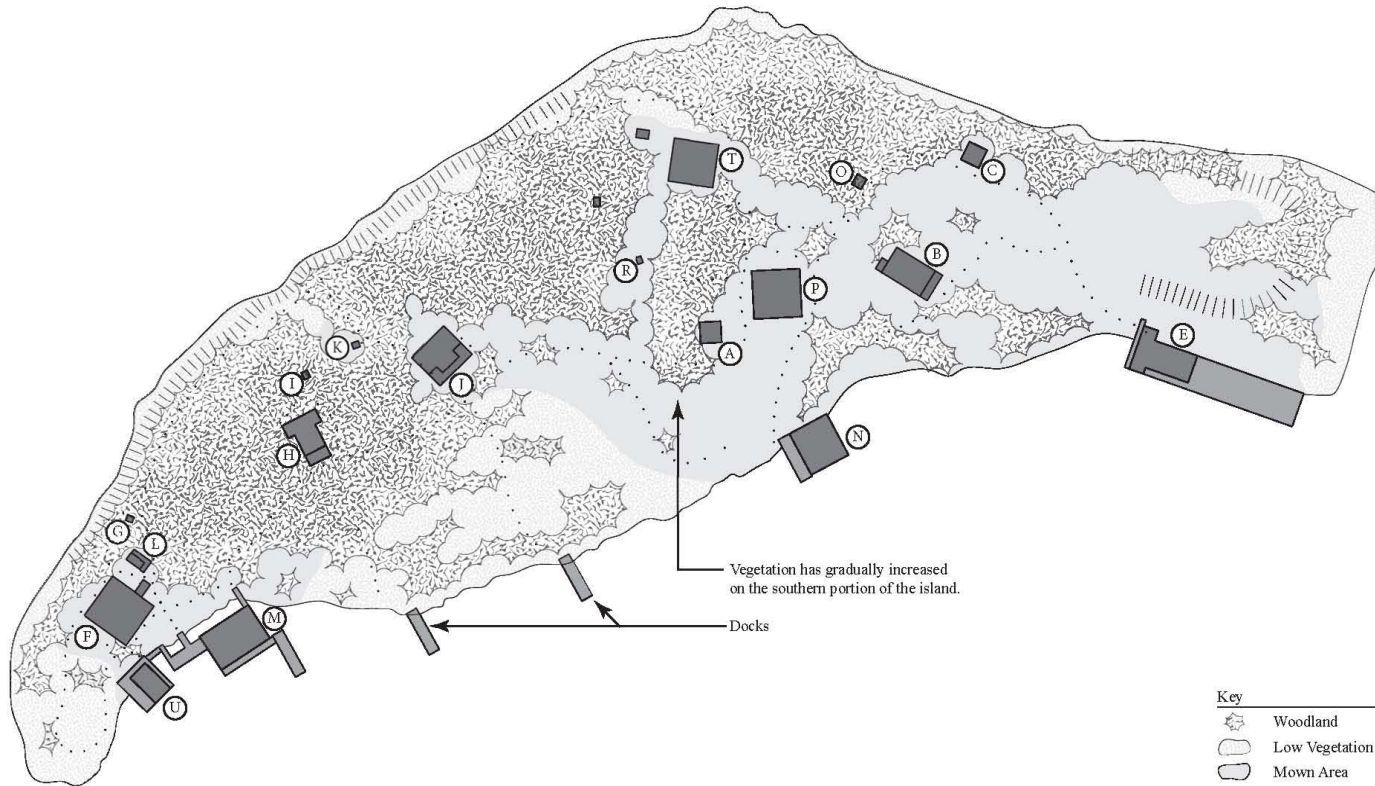 T
O
C
R
B
P
K
A
E
I
J
H
N
G
L
Vegetation has gradually increased
on the southern portion of the island.
M
Docks
F
U
Key
Woodland
Low Vegetation
Mown Area